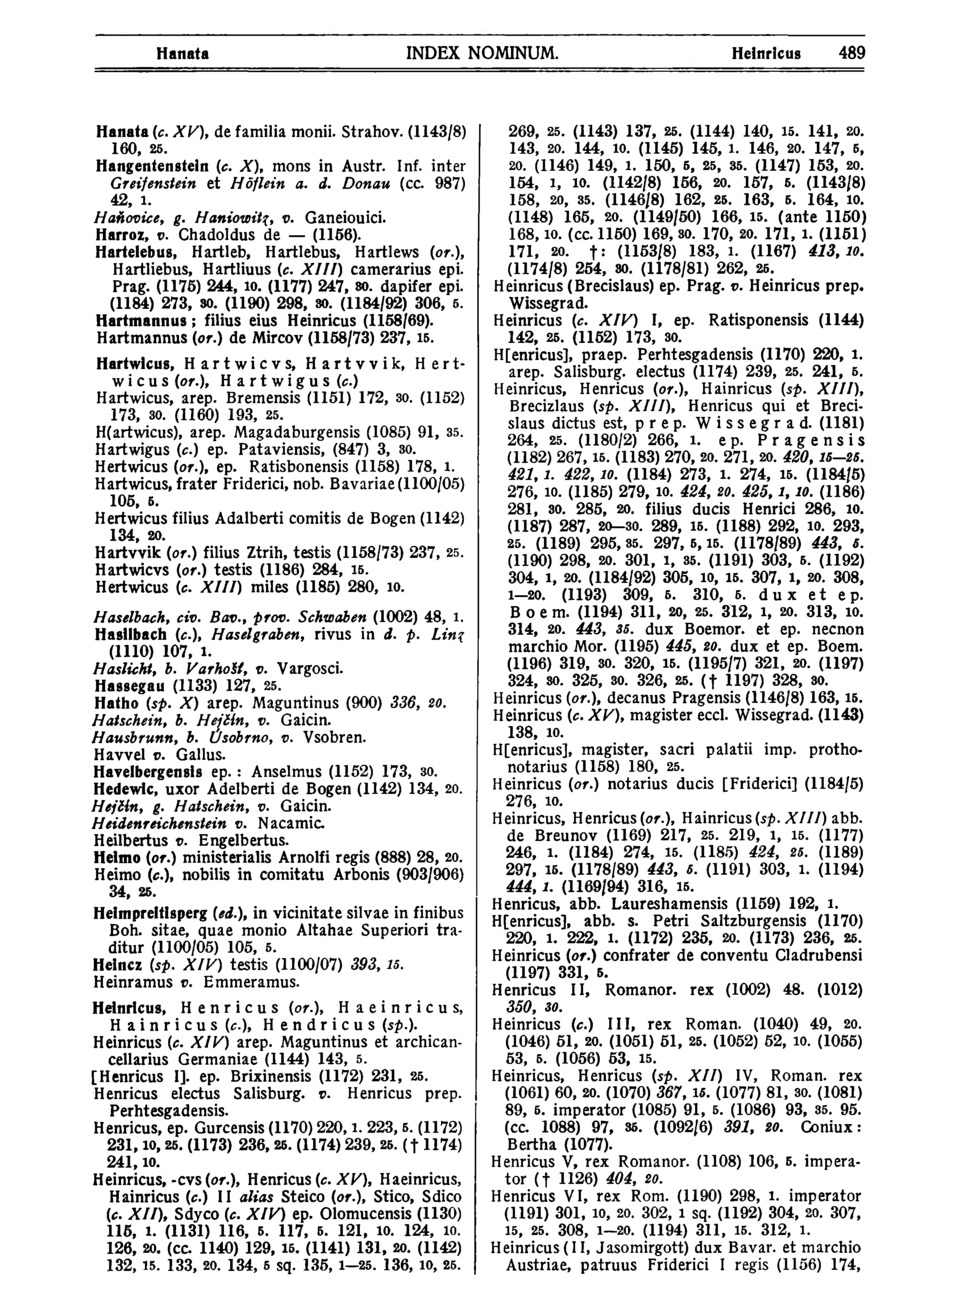 Hanata INDEX NOMINUM. Heinricus 489
Hanata (c. XV), de familia monii. Strahov. (1143/8)
160, 25.
Hangentenstein (c. X), mons in Austr. Inf. inter
Greifenstein et Höflein a. d. Donau (cc. 987)
42, 1.
Haňovice, g. Haniowitz, v. Ganeiouici.
Harroz, v. Chadoldus de — (1156).
Hartelebus, Hartleb, Hartlebus, Hartlews (or.),
Hartliebus, Hartliuus (c. XIII) camerarius epi.
Prag. (1175) 244, 10. (1177) 247, 30. dapifer epi.
(1184) 273, 30. (1190) 298, 30. (1184/92) 306, 5.
Hartmannus; filius eius Heinricus (1158/69).
Hartmannus (or.) de Mircov (1158/73) 237, 15.
Hartwicus, Hartwicvs, Hartvvik, Hert-
wicus (or.), Hartwigus (c.)
Hartwicus, arep. Bremensis (1151) 172, 30. (1152)
173, 30. (1160) 193, 25.
H(artwicus), arep. Magadaburgensis (1085) 91, 35.
Hartwigus (c.) ep. Pataviensis, (847) 3, 30.
Hertwicus (or.), ep. Ratisbonensis (1158) 178, 1.
Hartwicus, frater Friderici, nob. Bavariae (1100/05)
105, 5.
Hertwicus filius Adalberti comitis de Bogen (1142)
134, 20.
Hartvvik (or.) filius Ztrih, testis (1158/73) 237, 25.
Hartwicvs (or.) testis (1186) 284, 15.
Hertwicus (c. XIII) miles (1185) 280, 10.
Haselbach, civ. Bav., prov. Schwaben (1002) 48, 1.
Hasilbach (c.), Haselgraben, rivus in d. p. Linz
(1110) 107, 1.
Haslicht, b. Varhošť, v. Vargosci.
Hassegau (1133) 127, 25.
Hatho (sp. X) arep. Maguntinus (900) 336, 20.
Hatschein, b. Hejčín, v. Gaicin.
Hausbrunn, b. Úsobrno, v. Vsobren.
Havvel v. Gallus.
Havelbergensis ep.: Anselmus (1152) 173, 30.
Hedewic, uxor Adelberti de Bogen (1142) 134, 20.
Hejčín, g. Hatschein, v. Gaicin.
Heidenreichenstein v. Nacamic.
Heilbertus v. Engelbertus.
Heimo (or.) ministerialis Arnolfi regis (888) 28, 20.
Heimo (c.), nobilis in comitatu Arbonis (903/906)
34, 25.
Heimpreltisperg (ed.), in vicinitate silvae in finibus
Boh. sitae, quae monio Altahae Superiori tra-
ditur (1100/05) 105, 5.
Heincz (sp. XIV) testis (1100/07) 393, 15.
Heinramus v. Emmeramus.
Heinricus, Henricus (or.), Haeinricus,
Hainricus (c.), Hendricus (sp.).
Heinricus (c. XIV) arep. Maguntinus et archican-
cellarius Germaniae (1144) 143, 5.
[Henricus I]. ep. Brixinensis (1172) 231, 25.
Henricus electus Salisburg. v. Henricus prep.
Perhtesgadensis.
Henricus, ep. Gurcensis (1170) 220, 1. 223, 5. (1172)
231, 10, 25. (1173) 236, 25. (1174) 239, 25. († 1174)
241, 10.
Heinricus, -cvs (or.), Henricus (c. XV), Haeinricus,
Hainricus (c.) II alias Steico (or.), Stico, Sdico
(c. XII), Sdyco (c. XIV) ep. Olomucensis (1130)
115, 1. (1131) 116, 5. 117, 5. 121, 10. 124, 10.
126, 20. (cc. 1140) 129, 15. (1141) 131, 20. (1142)
132, 15. 133, 20. 134, 5 sq. 135, 1—25. 136, 10, 25.
269, 25. (1143) 137, 25. (1144) 140, 15. 141, 20.
143, 20. 144, 10. (1145) 145, 1. 146, 20. 147, 5,
20. (1146) 149, 1. 150, 5, 25, 35. (1147) 153, 20.
154, 1, 10. (1142/8) 156, 20. 157, 5. (1143/8)
158, 20, 35. (1146/8) 162, 25. 163, 5. 164, 10.
(1148) 165, 20. (1149/50) 166, 15. (ante 1150)
168, 10. (cc. 1150) 169, 30. 170, 20. 171, 1. (1151)
171, 20. †: (1153/8) 183, 1. (1167) 413, 10.
(1174/8) 254, 30. (1178/81) 262, 25.
Heinricus (Brecislaus) ep. Prag. v. Heinricus prep.
Wissegrad.
Heinricus (c. XIV) I, ep. Ratisponensis (1144)
142, 25. (1152) 173, 30.
H[enricus], praep. Perhtesgadensis (1170) 220, 1.
arep. Salisburg. electus (1174) 239, 25. 241, 5.
Heinricus, Henricus (or.), Hainricus (sp. XIII),
Brecizlaus (sp. XIII), Henricus qui et Breci-
slaus dictus est, prep. Wissegrad. (1181)
264, 25. (1180/2) 266, 1. ep. Pragensis
(1182) 267, 15. (1183) 270, 20. 271, 20. 420, 15—25.
421, 1. 422, 10. (1184) 273, 1. 274, 15. (1184/5)
276, 10. (1185) 279, 10. 424, 20. 425, 1, 10. (1186)
281, 30. 285, 20. filius ducis Henrici 286, 10.
(1187) 287, 20—30. 289, 15. (1188) 292, 10. 293,
25. (1189) 295, 35. 297, 5, 15. (1178/89) 443, 5.
(1190) 298, 20. 301, 1, 35. (1191) 303, 5. (1192)
304, 1, 20. (1184/92) 305, 10, 15. 307, 1, 20. 308,
1—20. (1193) 309, 5. 310, 5. dux et ep.
Boem. (1194) 311, 20, 25. 312, 1, 20. 313, 10.
314, 20. 443, 35. dux Boemor. et ep. necnon
marchio Mor. (1195) 445, 20. dux et ep. Boem.
(1196) 319, 30. 320, 15. (1195/7) 321, 20. (1197)
324, 30. 325, 30. 326, 25. († 1197) 328, 30.
Heinricus (or.), decanus Pragensis (1146/8) 163, 15.
Heinricus (c. XV), magister eccl. Wissegrad. (1143)
138, 10.
H[enricus], magister, sacri palatii imp. protho-
notarius (1158) 180, 25.
Heinricus (or.) notarius ducis [Friderici] (1184/5)
276, 10.
Heinricus, Henricus (or.), Hainricus (sp. XIII) abb.
de Breunov (1169) 217, 25. 219, 1, 15. (1177)
246, 1. (1184) 274, 15. (1185) 424, 25. (1189)
297, 15. (1178/89) 443, 5. (1191) 303, 1. (1194)
444, 1. (1169/94) 316, 15.
Henricus, abb. Laureshamensis (1159) 192, 1.
H[enricus], abb. s. Petri Saltzburgensis (1170)
220, 1. 222, 1. (1172) 235, 20. (1173) 236, 25.
Heinricus (or.) confrater de conventu Cladrubensi
(1197) 331, 5.
Henricus II, Romanor. rex (1002) 48. (1012)
350, 30.
Heinricus (c.) III, rex Roman. (1040) 49, 20.
(1046) 51, 20. (1051) 51, 25. (1052) 52, 10. (1055)
53, 5. (1056) 53, 15.
Heinricus, Henricus (sp. XII) IV, Roman. rex
(1061) 60, 20. (1070) 367, 15. (1077) 81, 30. (1081)
89, 5. imperator (1085) 91, 5. (1086) 93, 35. 95.
(cc. 1088) 97, 35. (1092/6) 391, 20. Coniux:
Bertha (1077).
Henricus V, rex Romanor. (1108) 106, 5. impera-
tor († 1126) 404, 20.
Henricus VI, rex Rom. (1190) 298, 1. imperator
(1191) 301, 10, 20. 302, 1 sq. (1192) 304, 20. 307,
15, 25. 308, 1—20. (1194) 311, 15. 312, 1.
Heinricus (II, Jasomirgott) dux Bavar. et marchio
Austriae, patruus Friderici I regis (1156) 174,